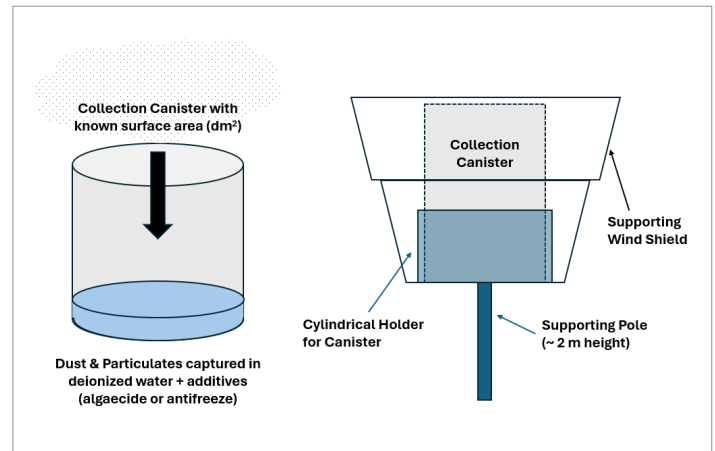 Collection Canister with
known surface area (dm²)
Dust & Particulates captured in
deionized water + additives
(algaecide or antifreeze)
Collection
Canister
Supporting
Wind Shield
Cylindrical Holder
for Canister
Supporting Pole
(~ 2 m height)